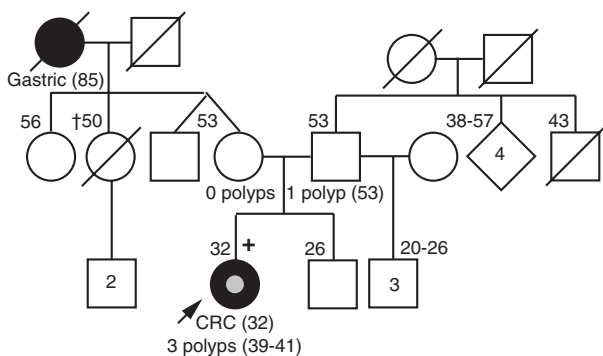 Gastric (85)
56
†50
53
53
38-57
43
4
0 polyps
1 polyp (53)
32
+
26
20-26
2
3
CRC (32)
3 polyps (39-41)